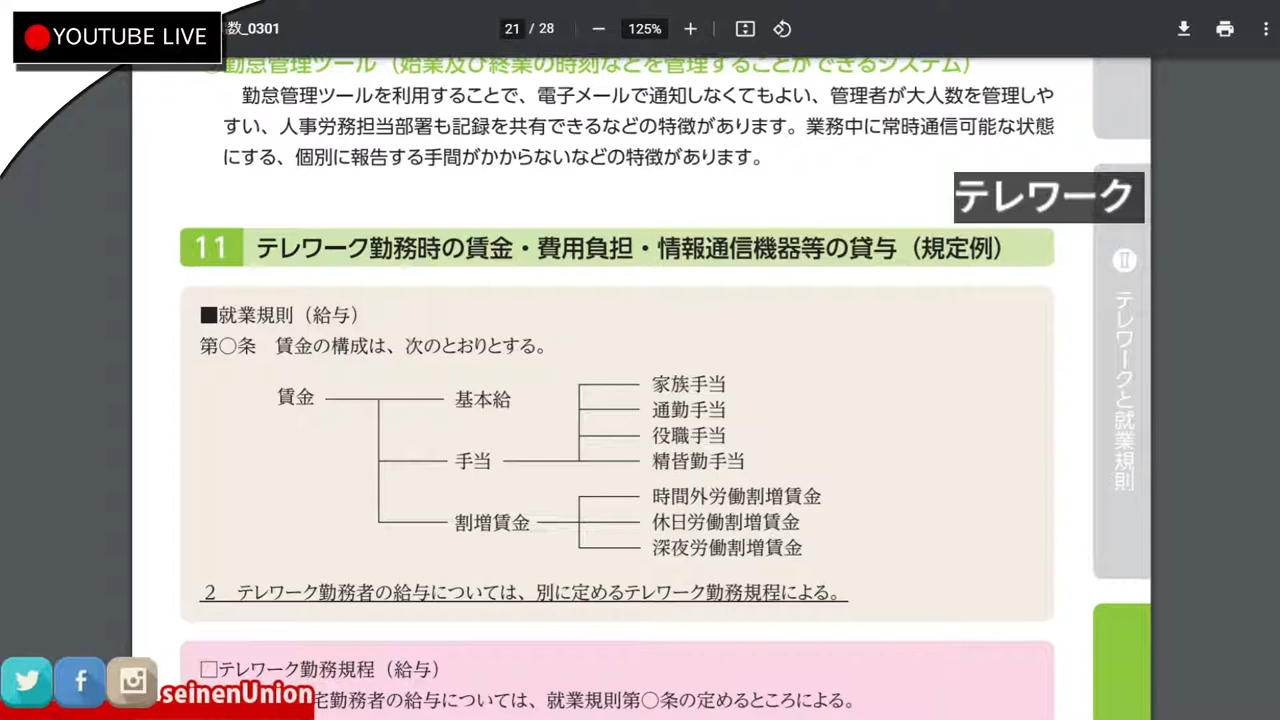 YOUTUBE LIVE
数_0301
21 / 28
125%
勤怠管理ツール（始業及び終業の時刻などを管理することができるシステム）
勤怠管理ツールを利用することで、電子メールで通知しなくてもよい、管理者が大人数を管理しや
すい、人事労務担当部署も記録を共有できるなどの特徴があります。業務中に常時通信可能な状態
にする、個別に報告する手間がかからないなどの特徴があります。
テレワーク
11 テレワーク勤務時の賃金・費用負担・情報通信機器等の貸与（規定例）
Ⅱ テレワークと就業規則
■就業規則（給与）
第〇条　賃金の構成は、次のとおりとする。
賃金
基本給
手当
家族手当
通勤手当
役職手当
精皆勤手当
割増賃金
時間外労働割増賃金
休日労働割増賃金
深夜労働割増賃金
２　テレワーク勤務者の給与については、別に定めるテレワーク勤務規程による。
□テレワーク勤務規程（給与）
宅勤務者の給与については、就業規則第〇条の定めるところによる。
seinenUnion